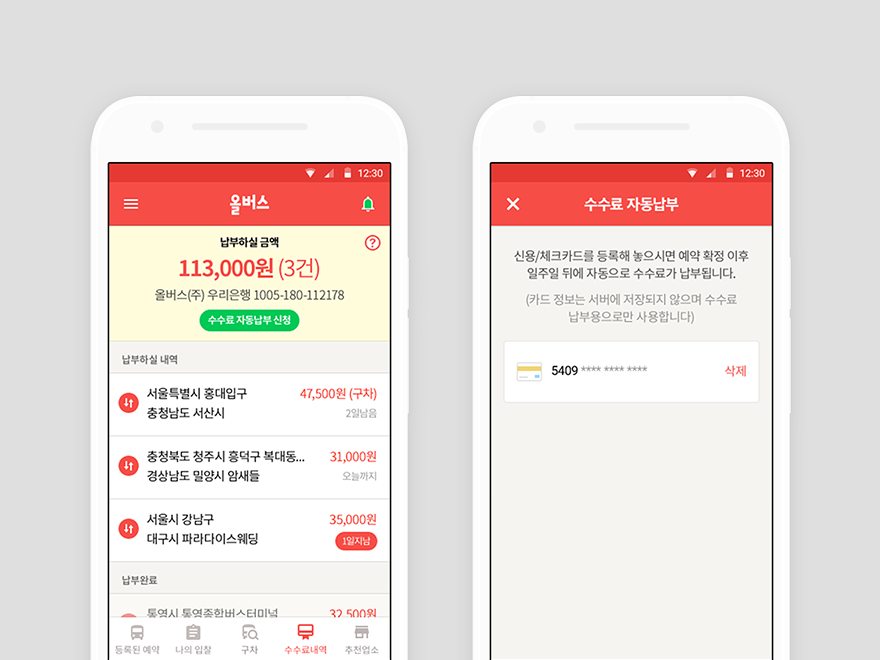 12:30
올버스
납부하실 금액
?
113,000원 (3건)
올버스(주) 우리은행 1005-180-112178
수수료 자동납부 신청
납부하실 내역
서울특별시 홍대입구 47,500원 (구차)
충청남도 서산시 2일남음
충청북도 청주시 흥덕구 복대동... 31,000원
경상남도 밀양시 암새들 오늘까지
서울시 강남구 35,000원
대구시 파라다이스웨딩 1일지남
납부완료
통영시 통영종합버스터미널 32,500원
등록된 예약 나의 입찰 구차 수수료내역 추천업소
12:30
수수료 자동납부
신용/체크카드를 등록해 놓으시면 예약 확정 이후
일주일 뒤에 자동으로 수수료가 납부됩니다.
(카드 정보는 서버에 저장되지 않으며 수수료
납부용으로만 사용합니다)
5409 **** **** **** 삭제